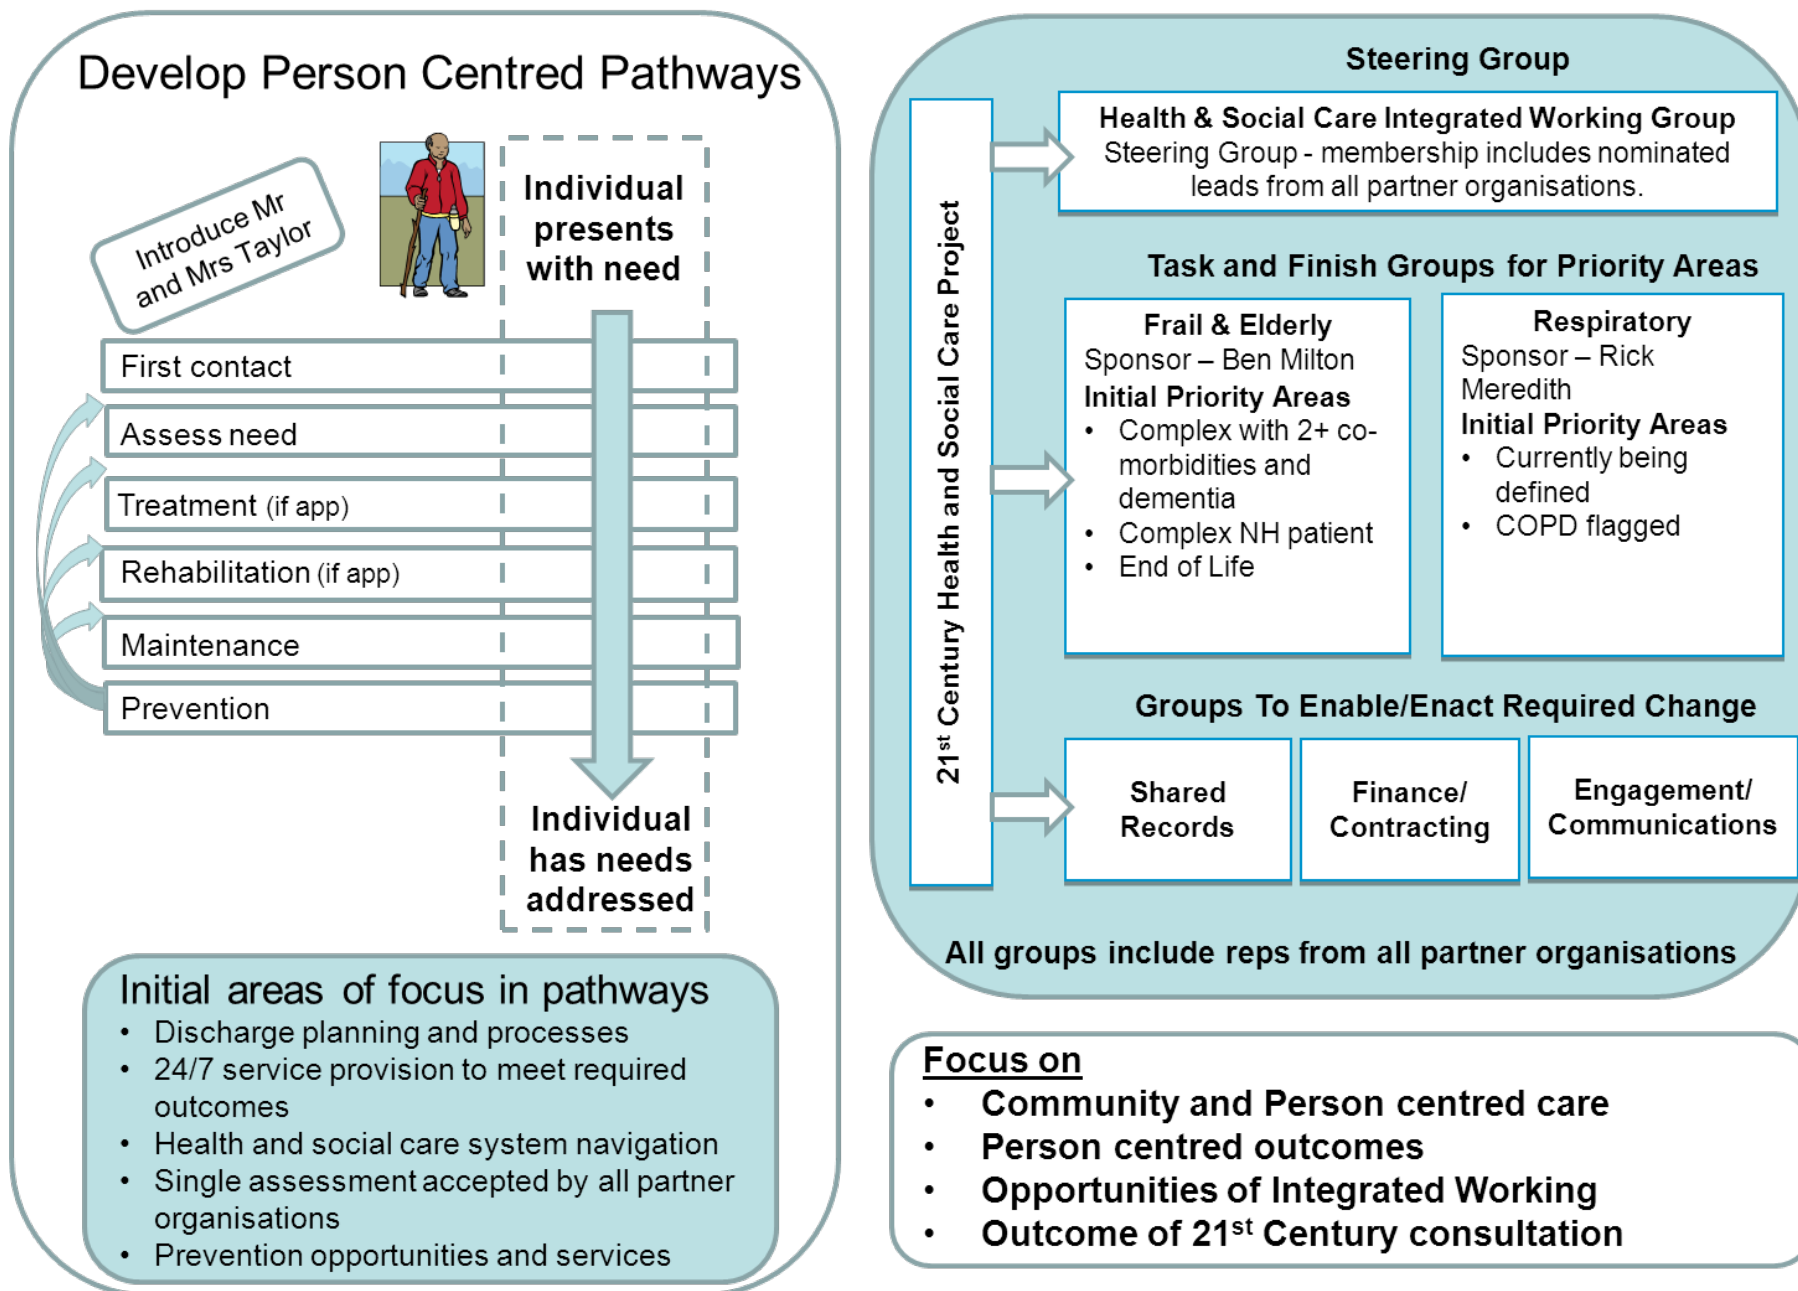 Develop Person Centred Pathways
Introduce Mr
and Mrs Taylor
Individual
presents
with need
First contact
Assess need
Treatment (if app)
Rehabilitation (if app)
Maintenance
Prevention
Individual
has needs
addressed
Initial areas of focus in pathways
• Discharge planning and processes
• 24/7 service provision to meet required
outcomes
• Health and social care system navigation
• Single assessment accepted by all partner
organisations
• Prevention opportunities and services
21st Century Health and Social Care Project
Steering Group
Health & Social Care Integrated Working Group
Steering Group - membership includes nominated
leads from all partner organisations.
Task and Finish Groups for Priority Areas
Frail & Elderly
Sponsor – Ben Milton
Initial Priority Areas
• Complex with 2+ co-
morbidities and
dementia
• Complex NH patient
• End of Life
Respiratory
Sponsor – Rick
Meredith
Initial Priority Areas
• Currently being
defined
• COPD flagged
Groups To Enable/Enact Required Change
Shared
Records
Finance/
Contracting
Engagement/
Communications
All groups include reps from all partner organisations
Focus on
• Community and Person centred care
• Person centred outcomes
• Opportunities of Integrated Working
• Outcome of 21st Century consultation